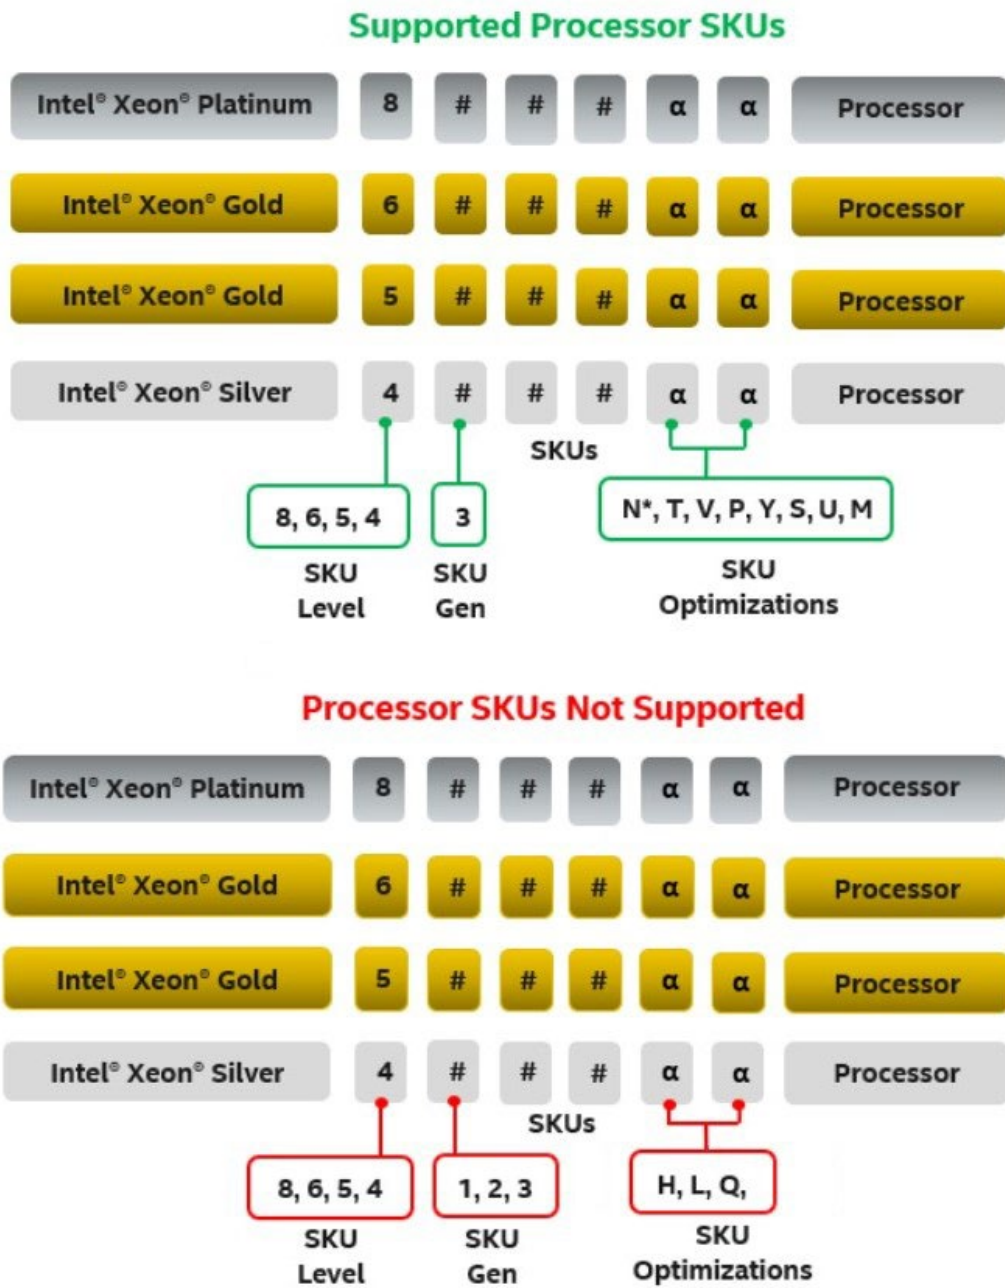 Supported Processor SKUs
Intel® Xeon® Platinum 8 # # # α α Processor
Intel® Xeon® Gold 6 # # # α α Processor
Intel® Xeon® Gold 5 # # # α α Processor
Intel® Xeon® Silver 4 # # # α α Processor
SKUs
8, 6, 5, 4 3 N*, T, V, P, Y, S, U, M
SKU SKU SKU
Level Gen Optimizations
Processor SKUs Not Supported
Intel® Xeon® Platinum 8 # # # α α Processor
Intel® Xeon® Gold 6 # # # α α Processor
Intel® Xeon® Gold 5 # # # α α Processor
Intel® Xeon® Silver 4 # # # α α Processor
SKUs
8, 6, 5, 4 1, 2, 3 H, L, Q,
SKU SKU SKU
Level Gen Optimizations